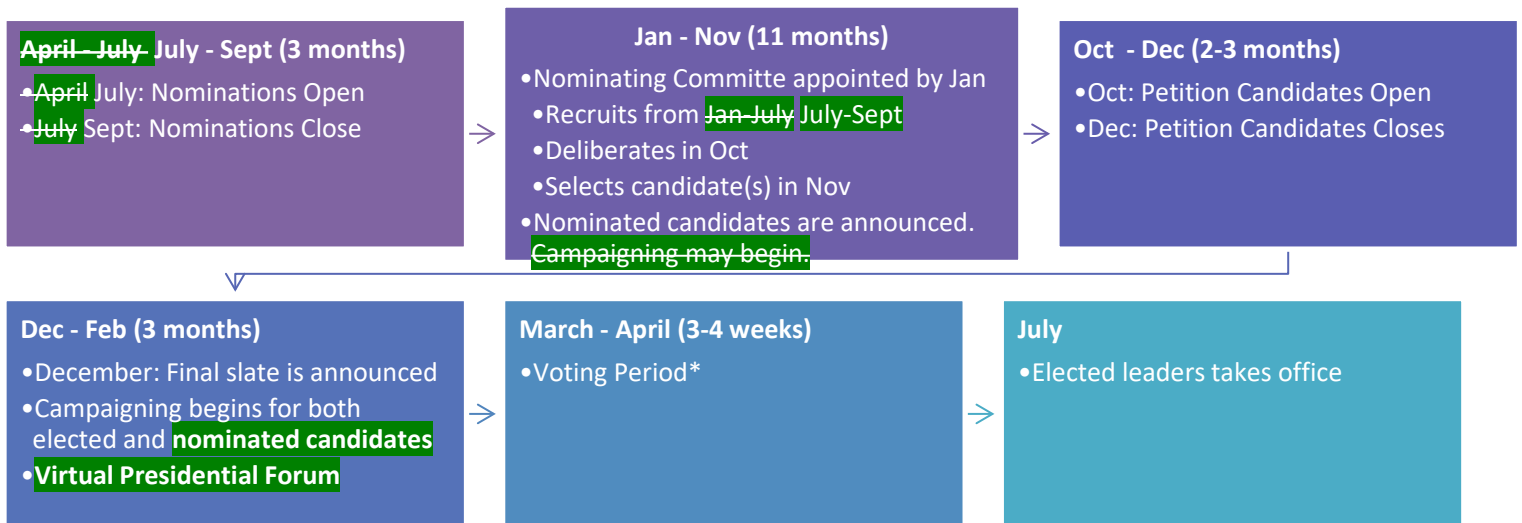 April - July July - Sept (3 months)
•April July: Nominations Open
•July Sept: Nominations Close
Jan - Nov (11 months)
•Nominating Committe appointed by Jan
•Recruits from Jan-July July-Sept
•Deliberates in Oct
•Selects candidate(s) in Nov
•Nominated candidates are announced.
Campaigning may begin.
Oct - Dec (2-3 months)
•Oct: Petition Candidates Open
•Dec: Petition Candidates Closes
Dec - Feb (3 months)
•December: Final slate is announced
•Campaigning begins for both
elected and nominated candidates
•Virtual Presidential Forum
March - April (3-4 weeks)
•Voting Period*
July
•Elected leaders takes office